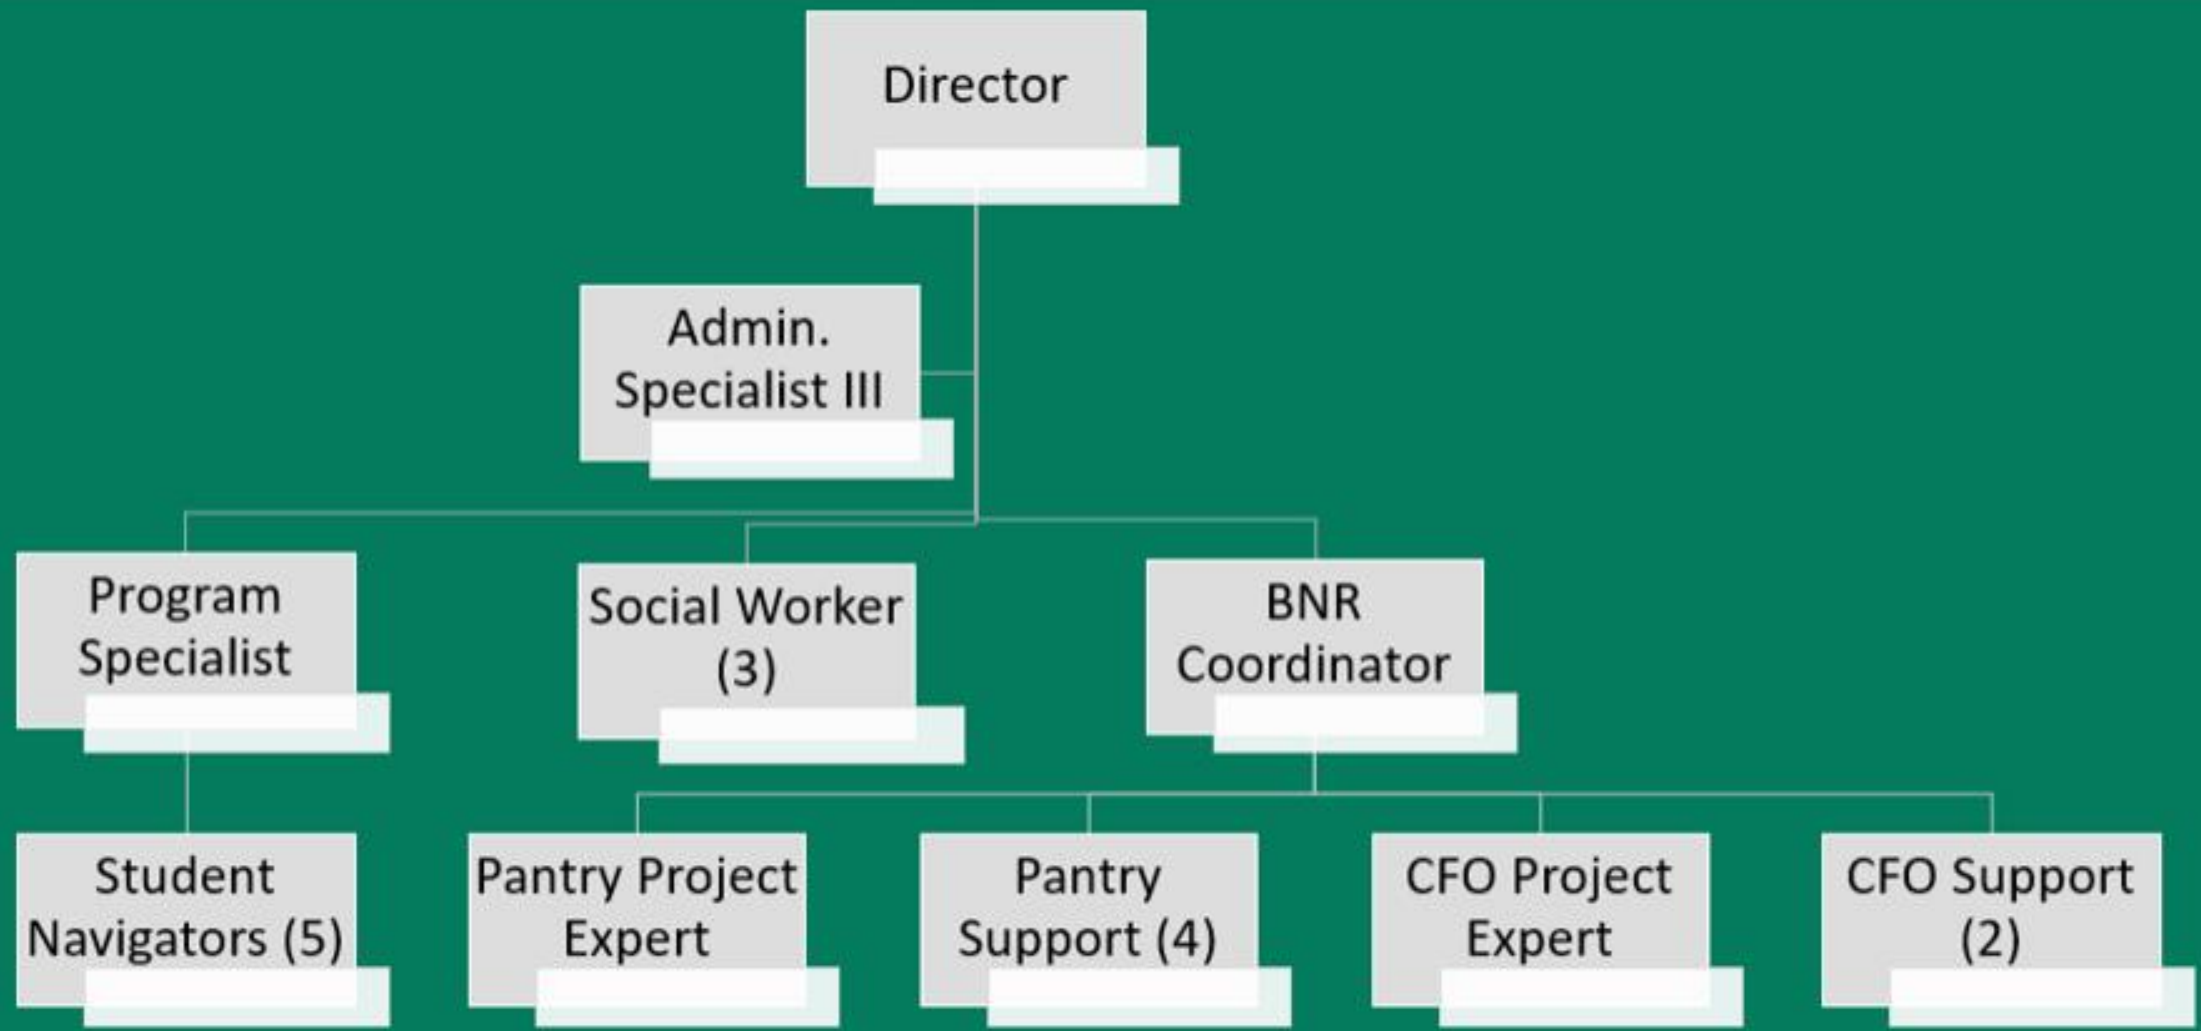 Director
Admin.
Specialist III
Program
Specialist
Social Worker
(3)
BNR
Coordinator
Student
Navigators (5)
Pantry Project
Expert
Pantry
Support (4)
CFO Project
Expert
CFO Support
(2)